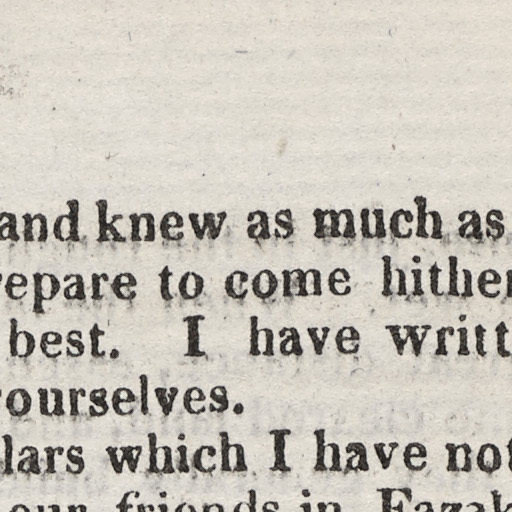 and knew as much as
epare to come hither
best. I have writt
ourselves.
lars which I have not
our friends in Fazak